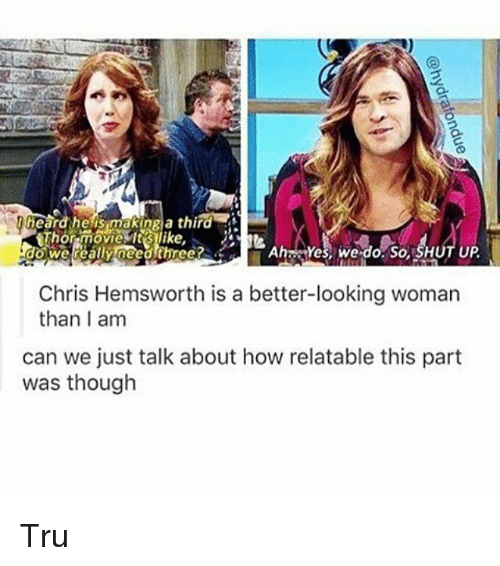 I heard he is making a third
Thor movie. It's like,
do we really need three?
@hydrafondue
Ah... Yes, we do. So, SHUT UP.
Chris Hemsworth is a better-looking woman
than I am
can we just talk about how relatable this part
was though
Tru